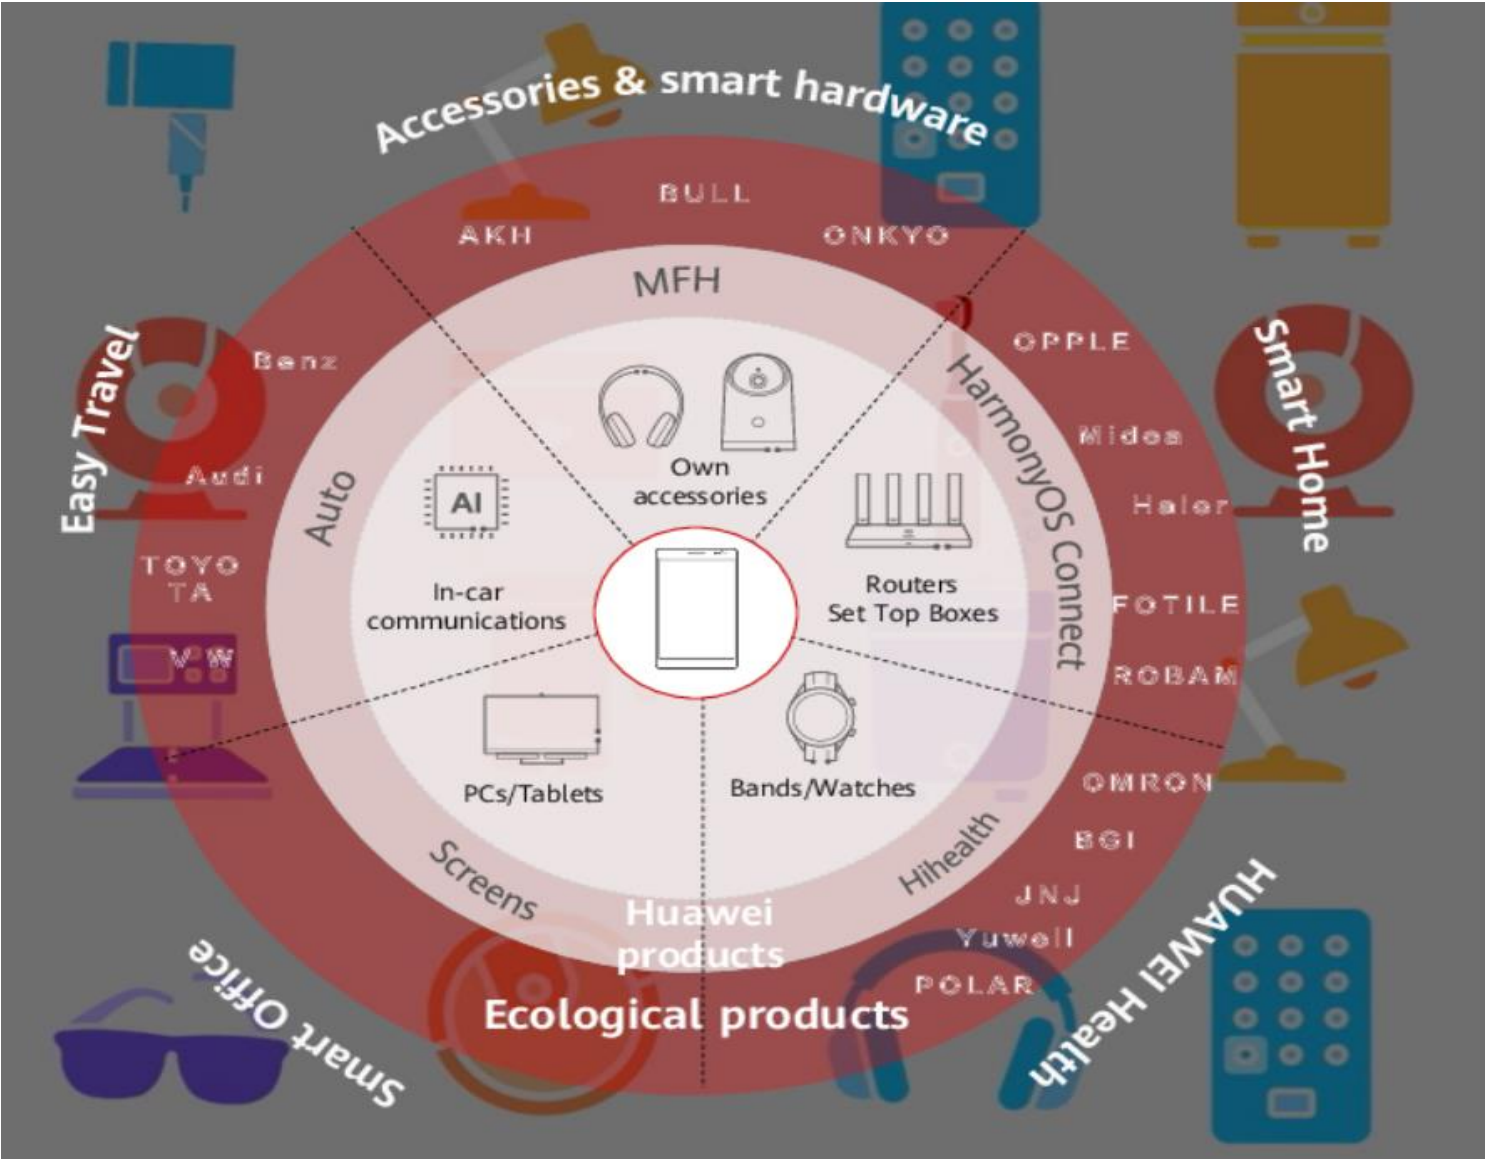 Accessories & smart hardware
BULL
AKH
ONKYO
MFH
Easy Travel
Benz
Audi
TOYO
TA
V W
Auto
AI
In-car
communications
Own
accessories
Routers
Set Top Boxes
HarmonyOS Connect
OPPLE
Midea
Haier
FOTILE
ROBAM
Smart Home
PCs/Tablets
Bands/Watches
Screens
Hihealth
OMRON
BGI
JNJ
Yuwell
POLAR
HUAWEI Health
Smart Office
Huawei
products
Ecological products